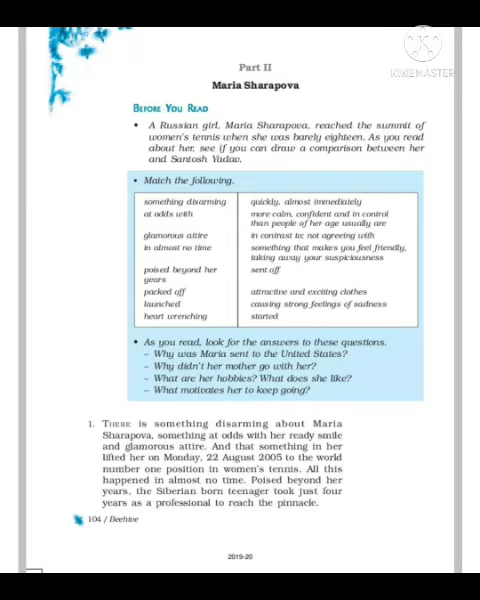 KINEMASTER
Part II
Maria Sharapova
BEFORE YOU READ
• A Russian girl, Maria Sharapova, reached the summit of
women's tennis when she was barely eighteen. As you read
about her, see if you can draw a comparison between her
and Santosh Yadav.
• Match the following.
something disarming quickly, almost immediately
at odds with more calm, confident and in control
than people of her age usually are
glamorous attire in contrast to; not agreeing with
in almost no time something that makes you feel friendly,
taking away your suspiciousness
poised beyond her sent off
years
packed off attractive and exciting clothes
launched causing strong feelings of sadness
heart wrenching started
• As you read, look for the answers to these questions.
– Why was Maria sent to the United States?
– Why didn't her mother go with her?
– What are her hobbies? What does she like?
– What motivates her to keep going?
1. THERE is something disarming about Maria
Sharapova, something at odds with her ready smile
and glamorous attire. And that something in her
lifted her on Monday, 22 August 2005 to the world
number one position in women's tennis. All this
happened in almost no time. Poised beyond her
years, the Siberian born teenager took just four
years as a professional to reach the pinnacle.
104 / Beehive
2019-20